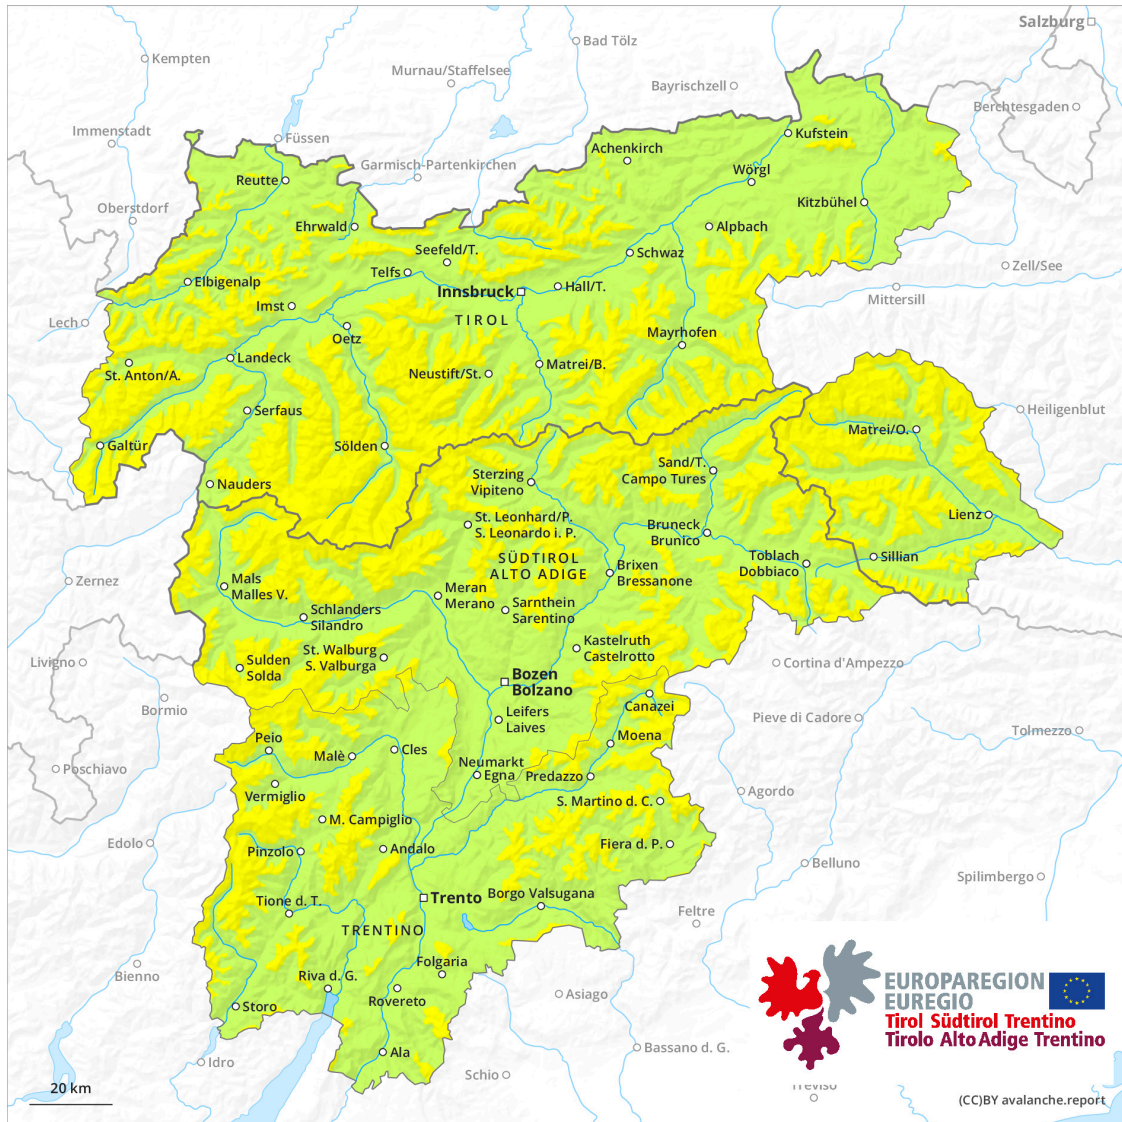 Salzburg
Bad Tölz
Kempten
Murnau/Staffelsee
Bayrischzell
Berchtesgaden
Immenstadt
Füssen
Kufstein
Achenkirch
Garmisch-Partenkirchen
Wörgl
Reutte
Kitzbühel
Oberstdorf
Ehrwald
Alpbach
Seefeld/T.
Schwaz
Zell/See
Telfs
Elbigenalp
Hall/T.
Innsbruck
Mittersill
Imst
TIROL
Lech
Oetz
Mayrhofen
Landeck
Matrei/B.
St. Anton/A.
Neustift/St.
Serfaus
Heiligenblut
Matrei/O.
Galtür
Sölden
Sterzing
Vipiteno
Sand/T.
Campo Tures
Nauders
Lienz
St. Leonhard/P.
S. Leonardo i. P.
Bruneck
Brunico
SÜDTIROL
ALTO ADIGE
Toblach
Dobbiaco
Sillian
Brixen
Bressanone
Zernez
Mals
Malles V.
Meran
Merano
Schlanders
Silandro
Sarnthein
Sarentino
Kastelruth
Castelrotto
St. Walburg
S. Valburga
Livigno
Sulden
Solda
Cortina d'Ampezzo
Bozen
Bolzano
Bormio
Canazei
Leifers
Laives
Pieve di Cadore
Tolmezzo
Peio
Moena
Malè
Cles
Neumarkt
Egna
Predazzo
Poschiavo
Vermiglio
Agordo
S. Martino d. C.
M. Campiglio
Edolo
Pinzolo
Andalo
Fiera d. P.
Belluno
Spilimbergo
Trento
Borgo Valsugana
Tione d. T.
Feltre
TRENTINO
Folgaria
Bienno
Riva d. G.
Rovereto
Asiago
Storo
EUROPAREGION
EUREGIO
Tirol Südtirol Trentino
Tirolo Alto Adige Trentino
Ala
Idro
Bassano d. G.
Schio
Treviso
20 km
(CC)BY avalanche.report